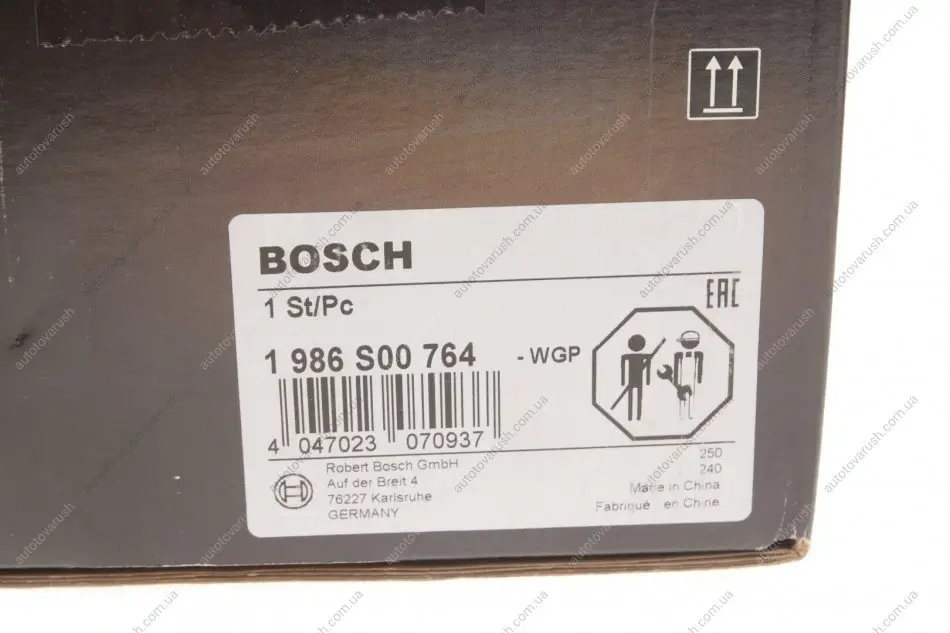 BOSCH
1 St/Pc
EAC
1 986 S00 764
- WGP
4 047023 070937
Robert Bosch GmbH
Auf der Breit 4
76227 Karlsruhe
GERMANY
250
240
Made in China
Fabriqué en Chine
autotovarush.com.ua